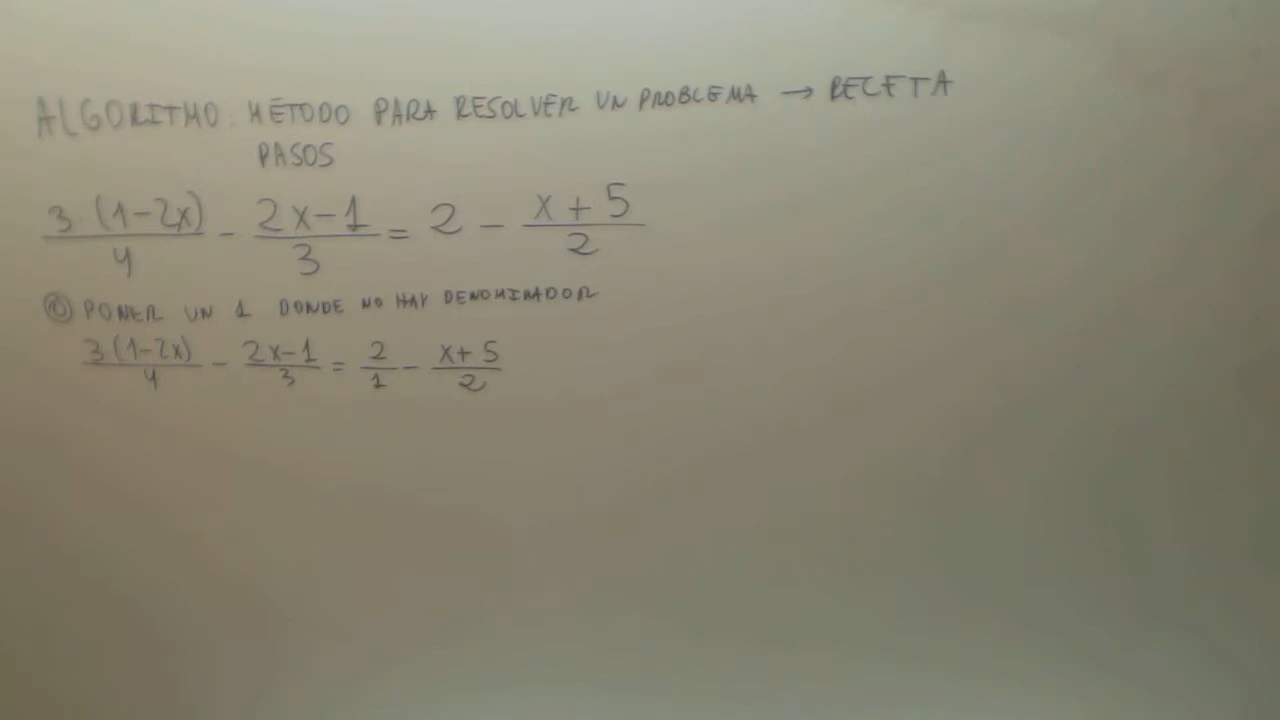 ALGORITMO: MÉTODO PARA RESOLVER UN PROBLEMA → RECETA
PASOS
3·(1-2x)/4 - 2x-1/3 = 2 - x+5/2
⓪ PONER UN 1 DONDE NO HAY DENOMINADOR
3(1-2x)/4 - 2x-1/3 = 2/1 - x+5/2